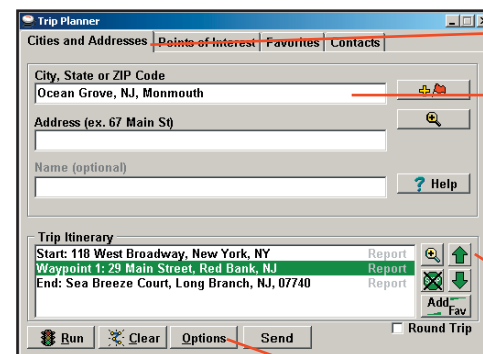 Trip Planner
Cities and Addresses Points of Interest Favorites Contacts
City, State or ZIP Code
Ocean Grove, NJ, Monmouth
Address (ex. 67 Main St)
Name (optional)
? Help
Trip Itinerary
Start: 118 West Broadway, New York, NY Report
Waypoint 1: 29 Main Street, Red Bank, NJ Report
End: Sea Breeze Court, Long Branch, NJ, 07740 Report
Add Fav
Run Clear Options Send Round Trip